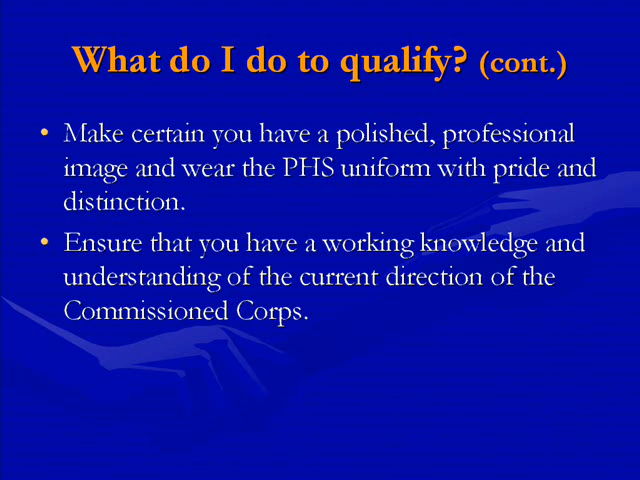 What do I do to qualify? (cont.)
• Make certain you have a polished, professional
image and wear the PHS uniform with pride and
distinction.
• Ensure that you have a working knowledge and
understanding of the current direction of the
Commissioned Corps.